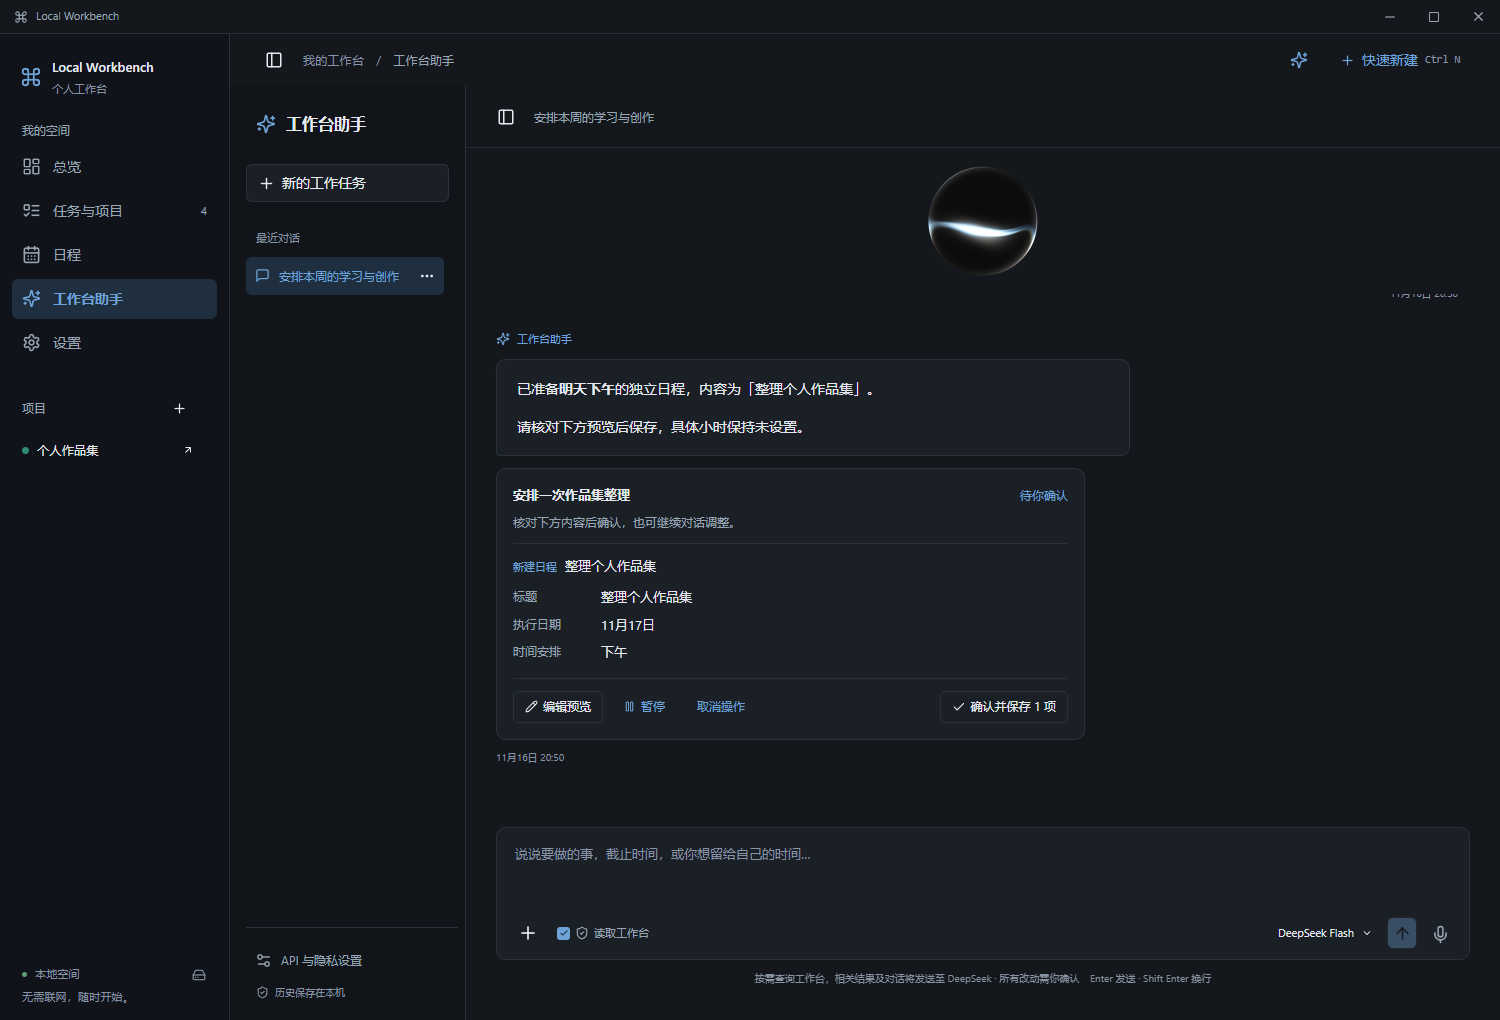 Local Workbench
Local Workbench
个人工作台
我的空间
总览
任务与项目 4
日程
工作台助手
设置
项目
个人作品集
本地空间
无需联网，随时开始。
我的工作台 / 工作台助手
快速新建 Ctrl N
工作台助手
新的工作任务
最近对话
安排本周的学习与创作
API 与隐私设置
历史保存在本机
安排本周的学习与创作
工作台助手
已准备明天下午的独立日程，内容为「整理个人作品集」。
请核对下方预览后保存，具体小时保持未设置。
安排一次作品集整理 待你确认
核对下方内容后确认，也可继续对话调整。
新建日程 整理个人作品集
标题 整理个人作品集
执行日期 11月17日
时间安排 下午
编辑预览 暂停 取消操作 确认并保存 1 项
11月16日 20:50
说说要做的事，截止时间，或你想留给自己的时间...
读取工作台 DeepSeek Flash
按需查询工作台，相关结果及对话将发送至 DeepSeek · 所有改动需你确认 Enter 发送 · Shift Enter 换行